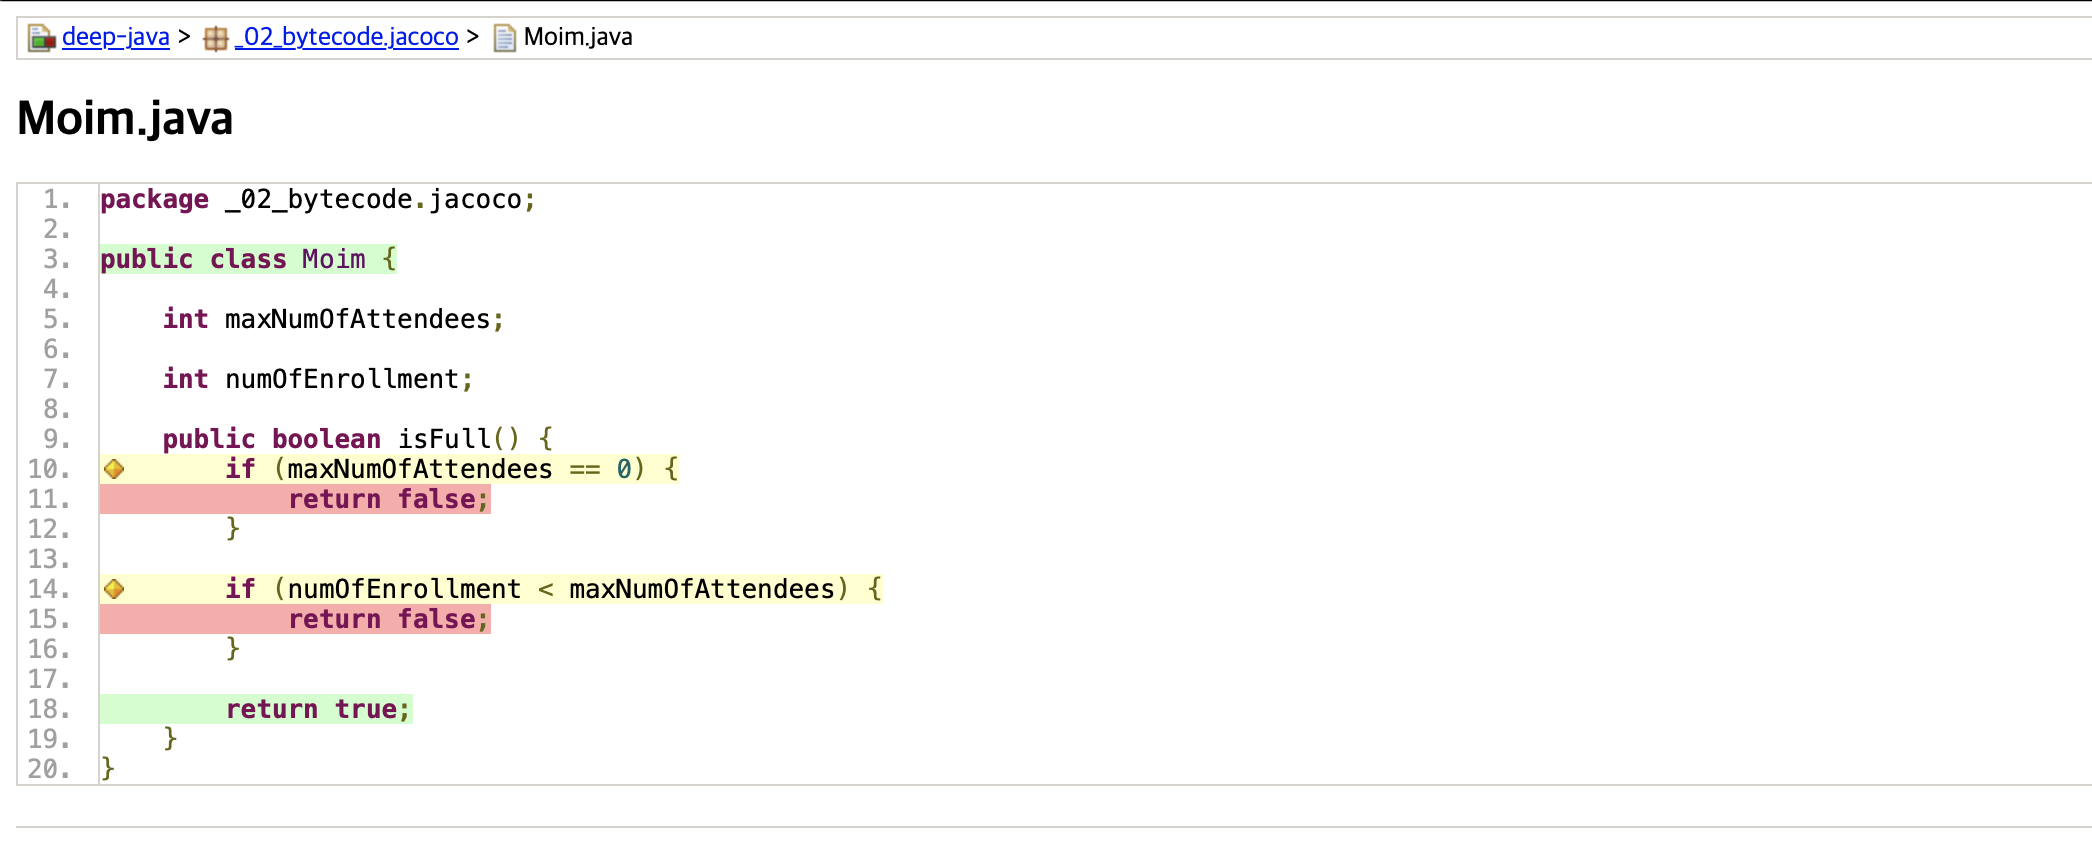 deep-java > _02_bytecode.jacoco > Moim.java
Moim.java
1. package _02_bytecode.jacoco;
2.
3. public class Moim {
4.
5.     int maxNumOfAttendees;
6.
7.     int numOfEnrollment;
8.
9.     public boolean isFull() {
10.         if (maxNumOfAttendees == 0) {
11.             return false;
12.         }
13.
14.         if (numOfEnrollment < maxNumOfAttendees) {
15.             return false;
16.         }
17.
18.         return true;
19.     }
20. }